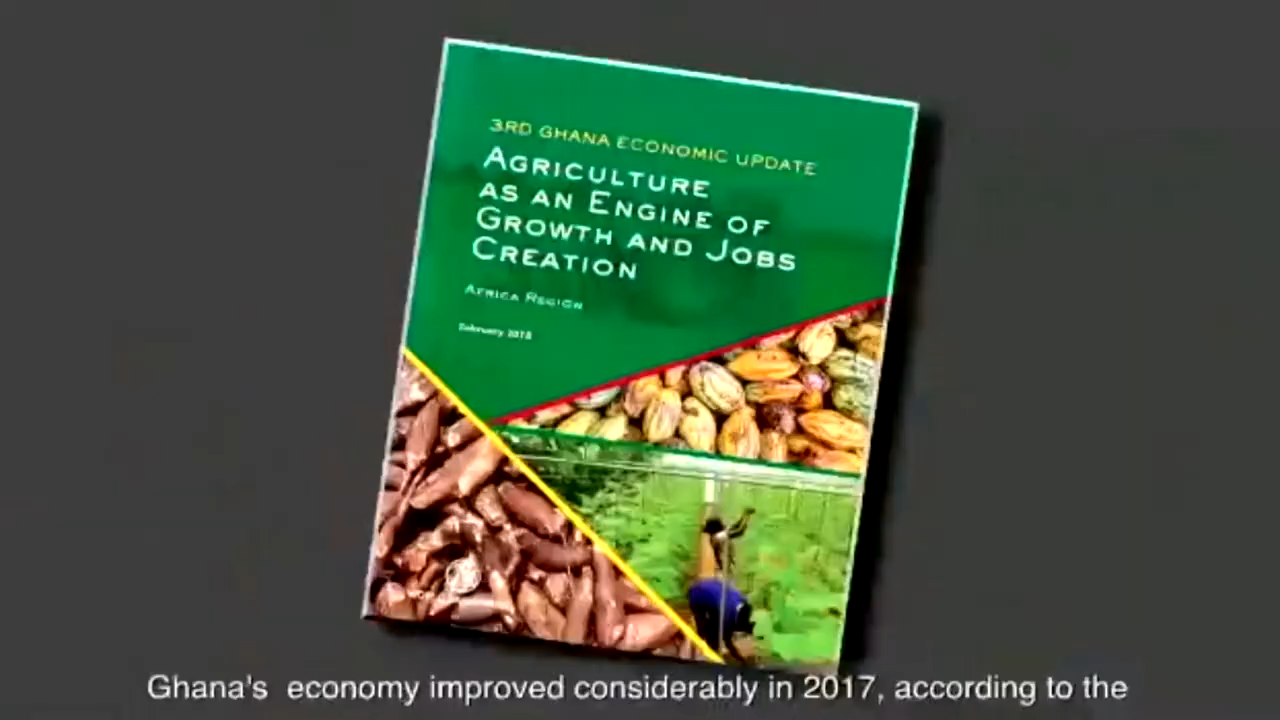 3RD GHANA ECONOMIC UPDATE
AGRICULTURE
AS AN ENGINE OF
GROWTH AND JOBS
CREATION
AFRICA REGION
February 2018
Ghana's  economy improved considerably in 2017, according to the